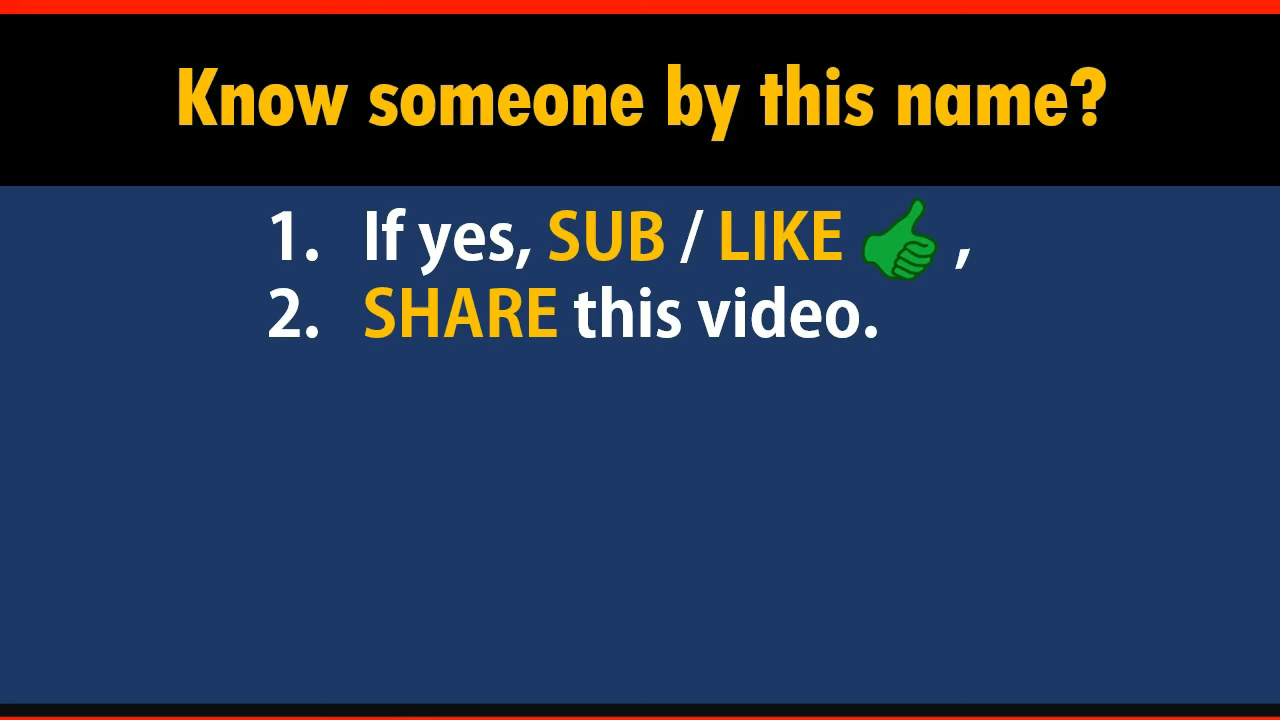 Know someone by this name?
1. If yes, SUB / LIKE ,
2. SHARE this video.